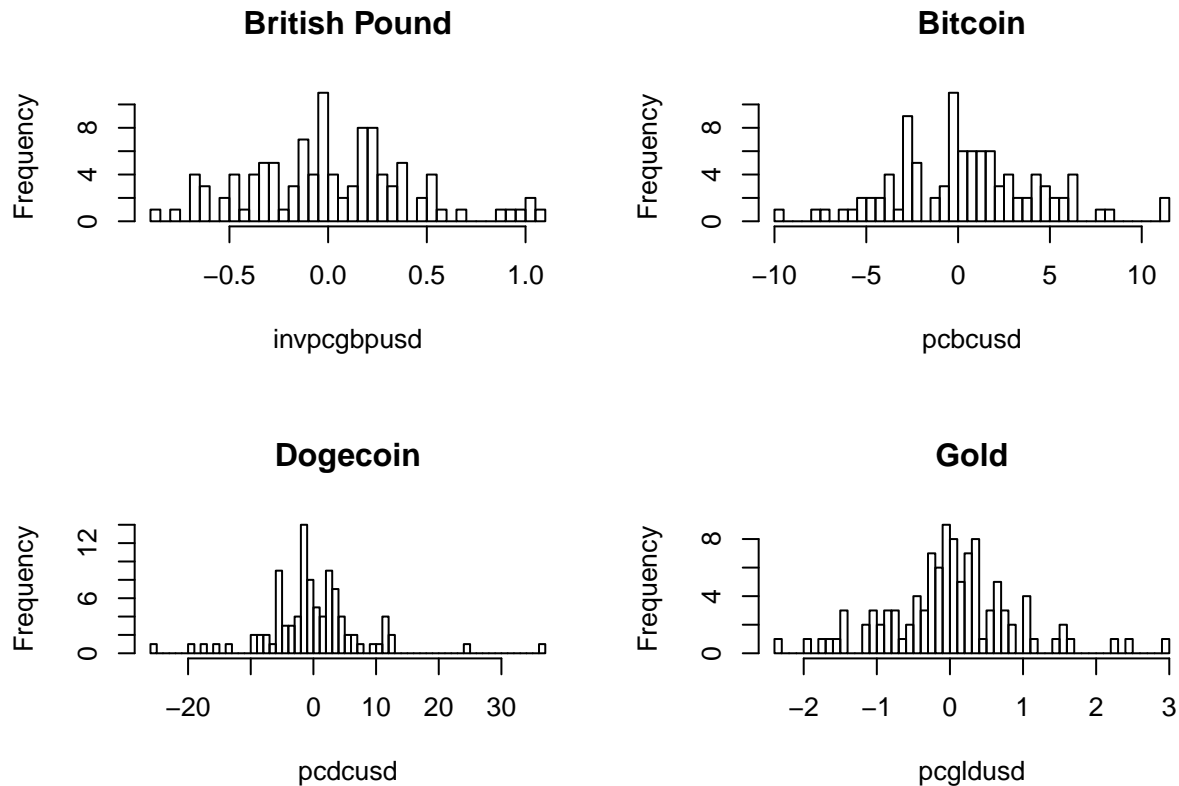 British Pound
Frequency
0 4 8
−0.5 0.0 0.5 1.0
invpcgbpusd
Bitcoin
Frequency
0 4 8
−10 −5 0 5 10
pcbcusd
Dogecoin
Frequency
0 6 12
−20 0 10 20 30
pcdcusd
Gold
Frequency
0 4 8
−2 −1 0 1 2 3
pcgldusd